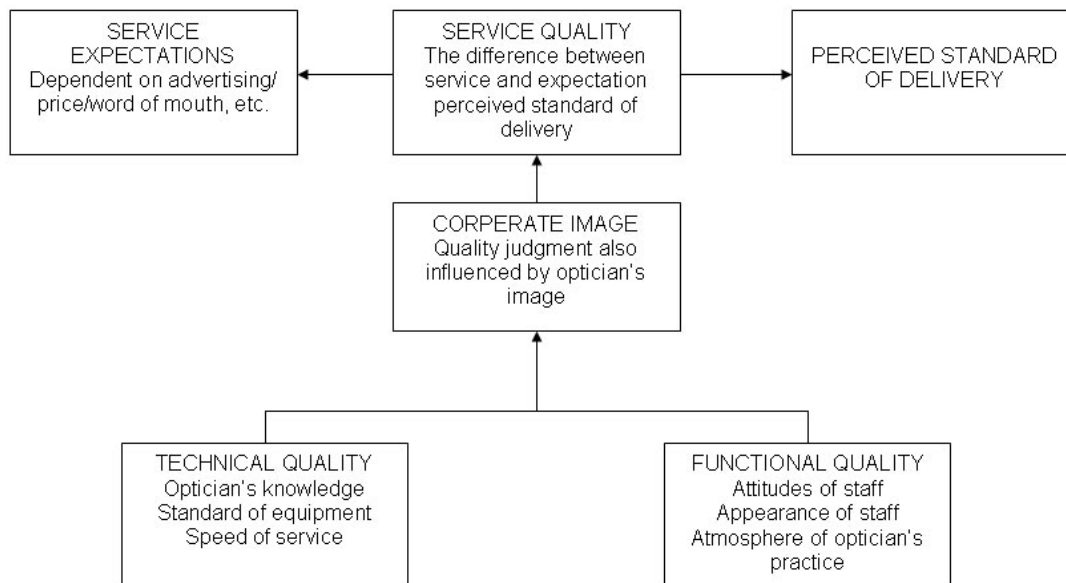 SERVICE
EXPECTATIONS
Dependent on advertising/
price/word of mouth, etc.
SERVICE QUALITY
The difference between
service and expectation
perceived standard of
delivery
PERCEIVED STANDARD
OF DELIVERY
CORPERATE IMAGE
Quality judgment also
influenced by optician's
image
TECHNICAL QUALITY
Optician's knowledge
Standard of equipment
Speed of service
FUNCTIONAL QUALITY
Attitudes of staff
Appearance of staff
Atmosphere of optician's
practice